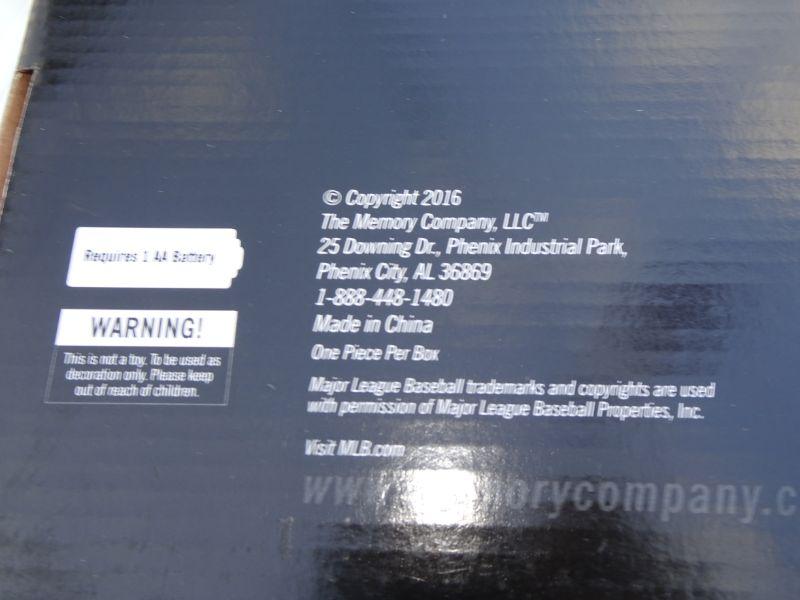 © Copyright 2016
The Memory Company, LLC™
25 Downing Dr., Phenix Industrial Park,
Phenix City, AL 36869
1-888-448-1480
Made in China
One Piece Per Box
Major League Baseball trademarks and copyrights are used
with permission of Major League Baseball Properties, Inc.
Visit MLB.com
Requires 1 AA Battery
WARNING!
This is not a toy. To be used as
decoration only. Please keep
out of reach of children.